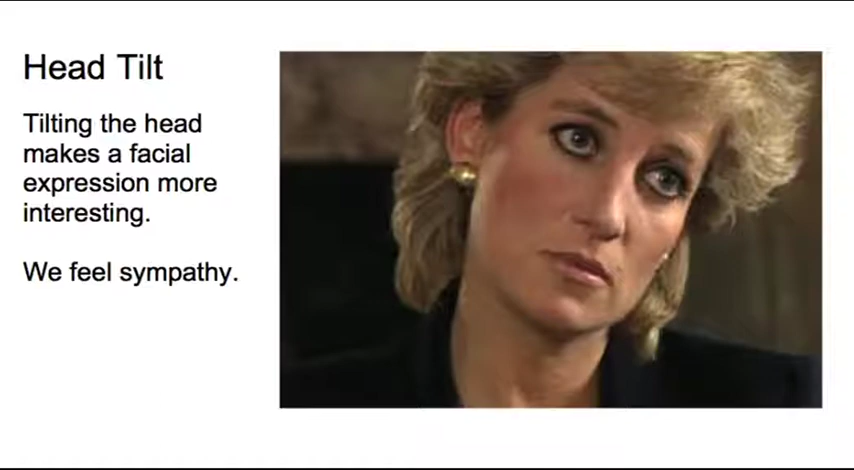 Head Tilt
Tilting the head
makes a facial
expression more
interesting.
We feel sympathy.